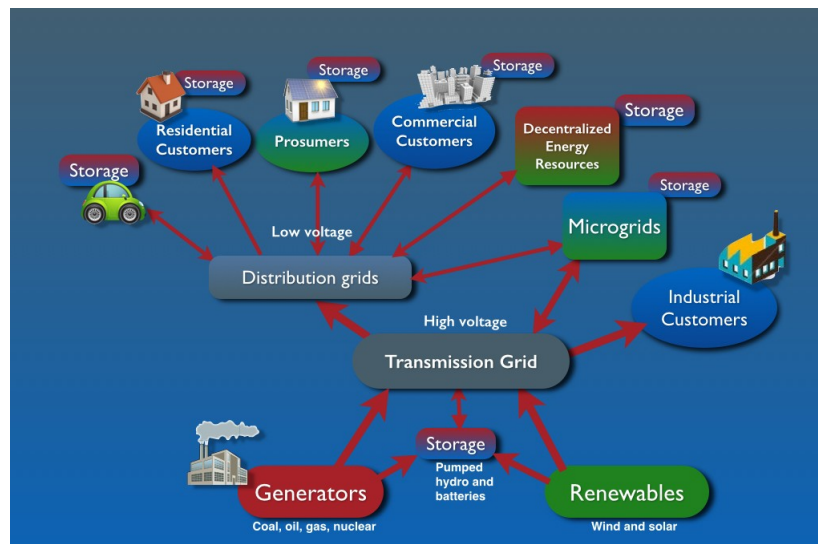 Storage
Residential
Customers
Storage
Prosumers
Storage
Commercial
Customers
Storage
Decentralized
Energy
Resources
Storage
Storage
Microgrids
Storage
Low voltage
Distribution grids
Industrial
Customers
High voltage
Transmission Grid
Storage
Pumped
hydro and
batteries
Generators
Coal, oil, gas, nuclear
Renewables
Wind and solar